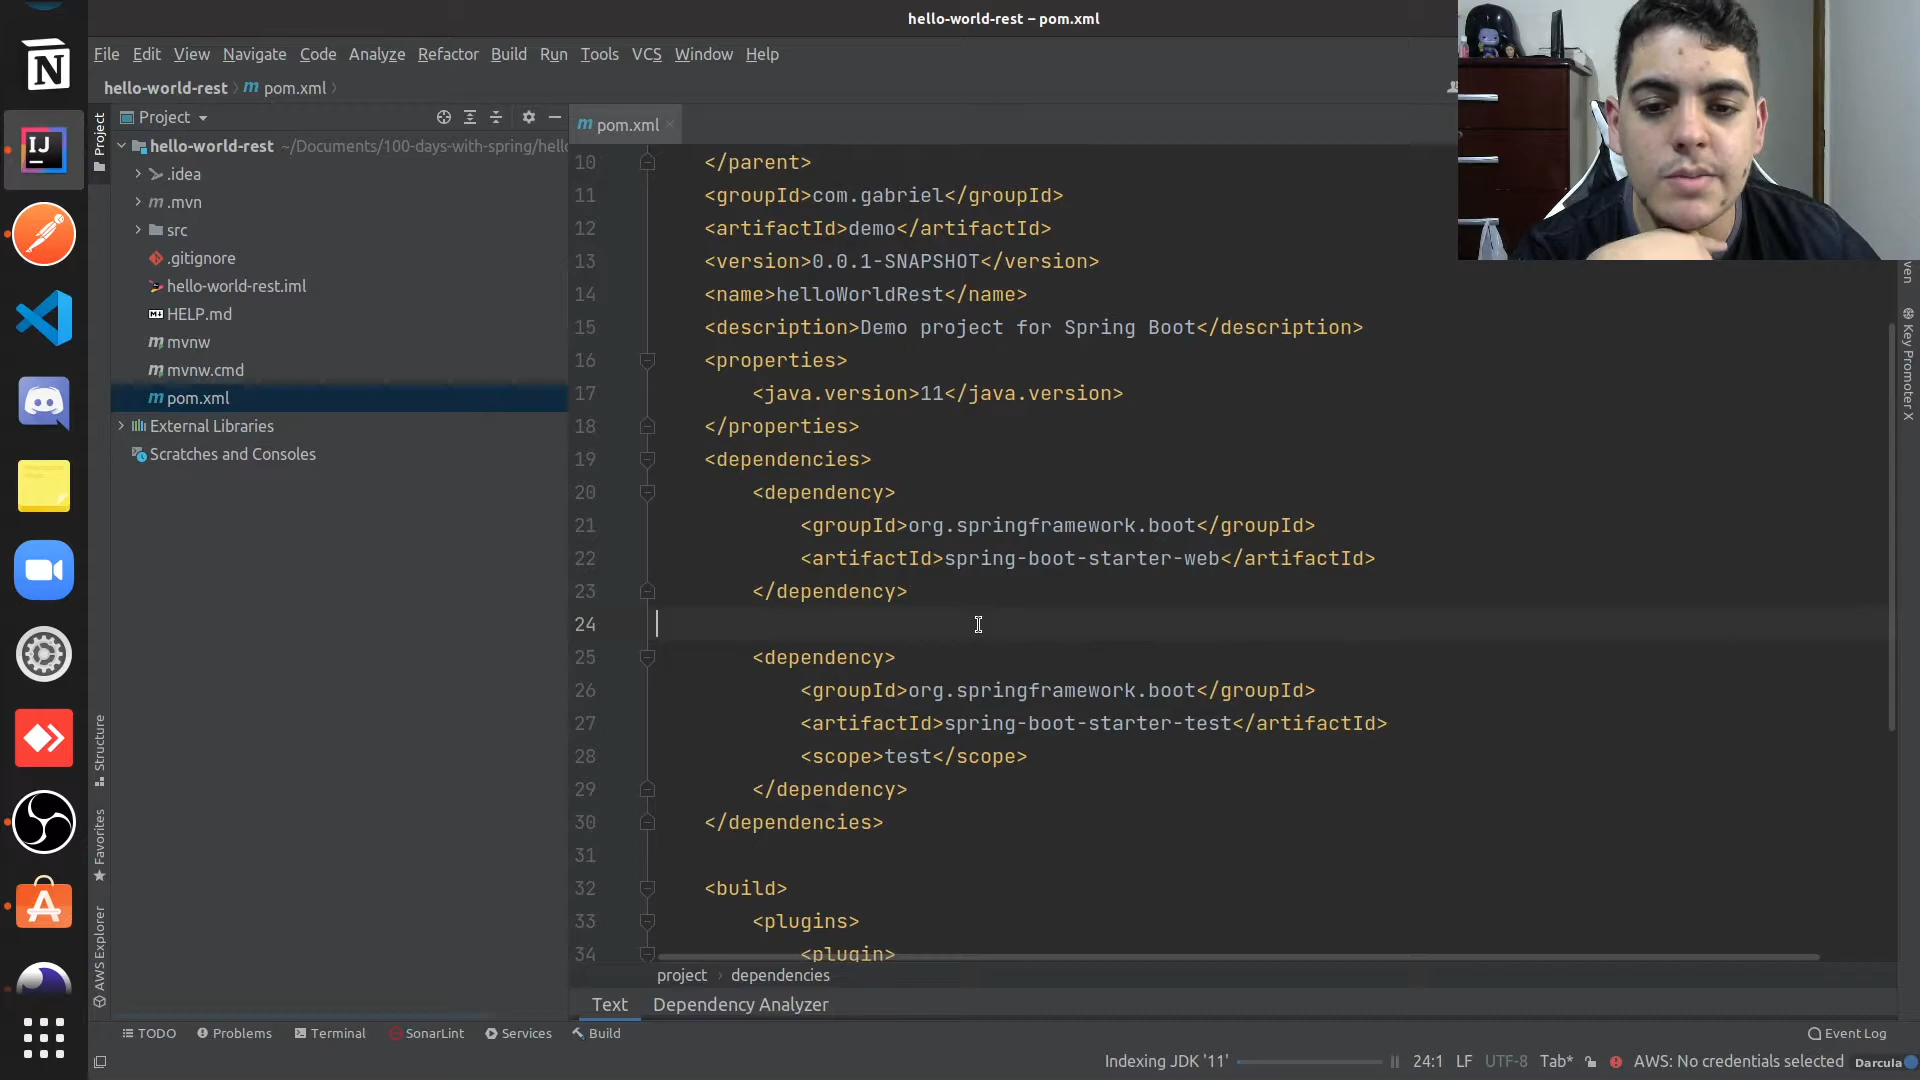 hello-world-rest – pom.xml
File Edit View Navigate Code Analyze Refactor Build Run Tools VCS Window Help
hello-world-rest pom.xml
Project
Project
pom.xml
hello-world-rest ~/Documents/100-days-with-spring/hello
.idea
.mvn
src
.gitignore
hello-world-rest.iml
HELP.md
mvnw
mvnw.cmd
pom.xml
External Libraries
Scratches and Consoles
10 </parent>
11 <groupId>com.gabriel</groupId>
12 <artifactId>demo</artifactId>
13 <version>0.0.1-SNAPSHOT</version>
14 <name>helloWorldRest</name>
15 <description>Demo project for Spring Boot</description>
16 <properties>
17 <java.version>11</java.version>
18 </properties>
19 <dependencies>
20 <dependency>
21 <groupId>org.springframework.boot</groupId>
22 <artifactId>spring-boot-starter-web</artifactId>
23 </dependency>
24
25 <dependency>
26 <groupId>org.springframework.boot</groupId>
27 <artifactId>spring-boot-starter-test</artifactId>
28 <scope>test</scope>
29 </dependency>
30 </dependencies>
31
32 <build>
33 <plugins>
34 <plugin>
Key Promoter X
Structure
Favorites
AWS Explorer
project dependencies
Text Dependency Analyzer
TODO Problems Terminal SonarLint Services Build Event Log
Indexing JDK '11' 24:1 LF UTF-8 Tab* AWS: No credentials selected Darcula